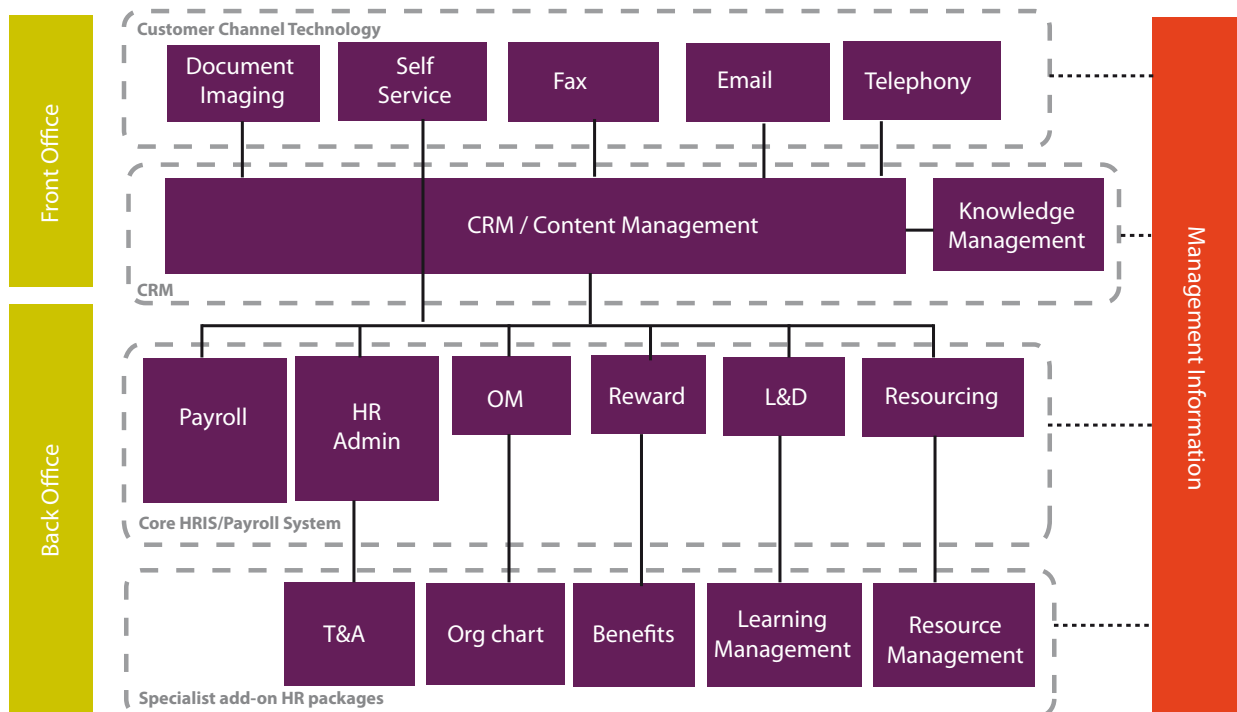 Front Office
Customer Channel Technology
Document
Imaging
Self
Service
Fax
Email
Telephony
CRM / Content Management
Knowledge
Management
CRM
Management Information
Back Office
Payroll
HR
Admin
OM
Reward
L&D
Resourcing
Core HRIS/Payroll System
T&A
Org chart
Benefits
Learning
Management
Resource
Management
Specialist add-on HR packages